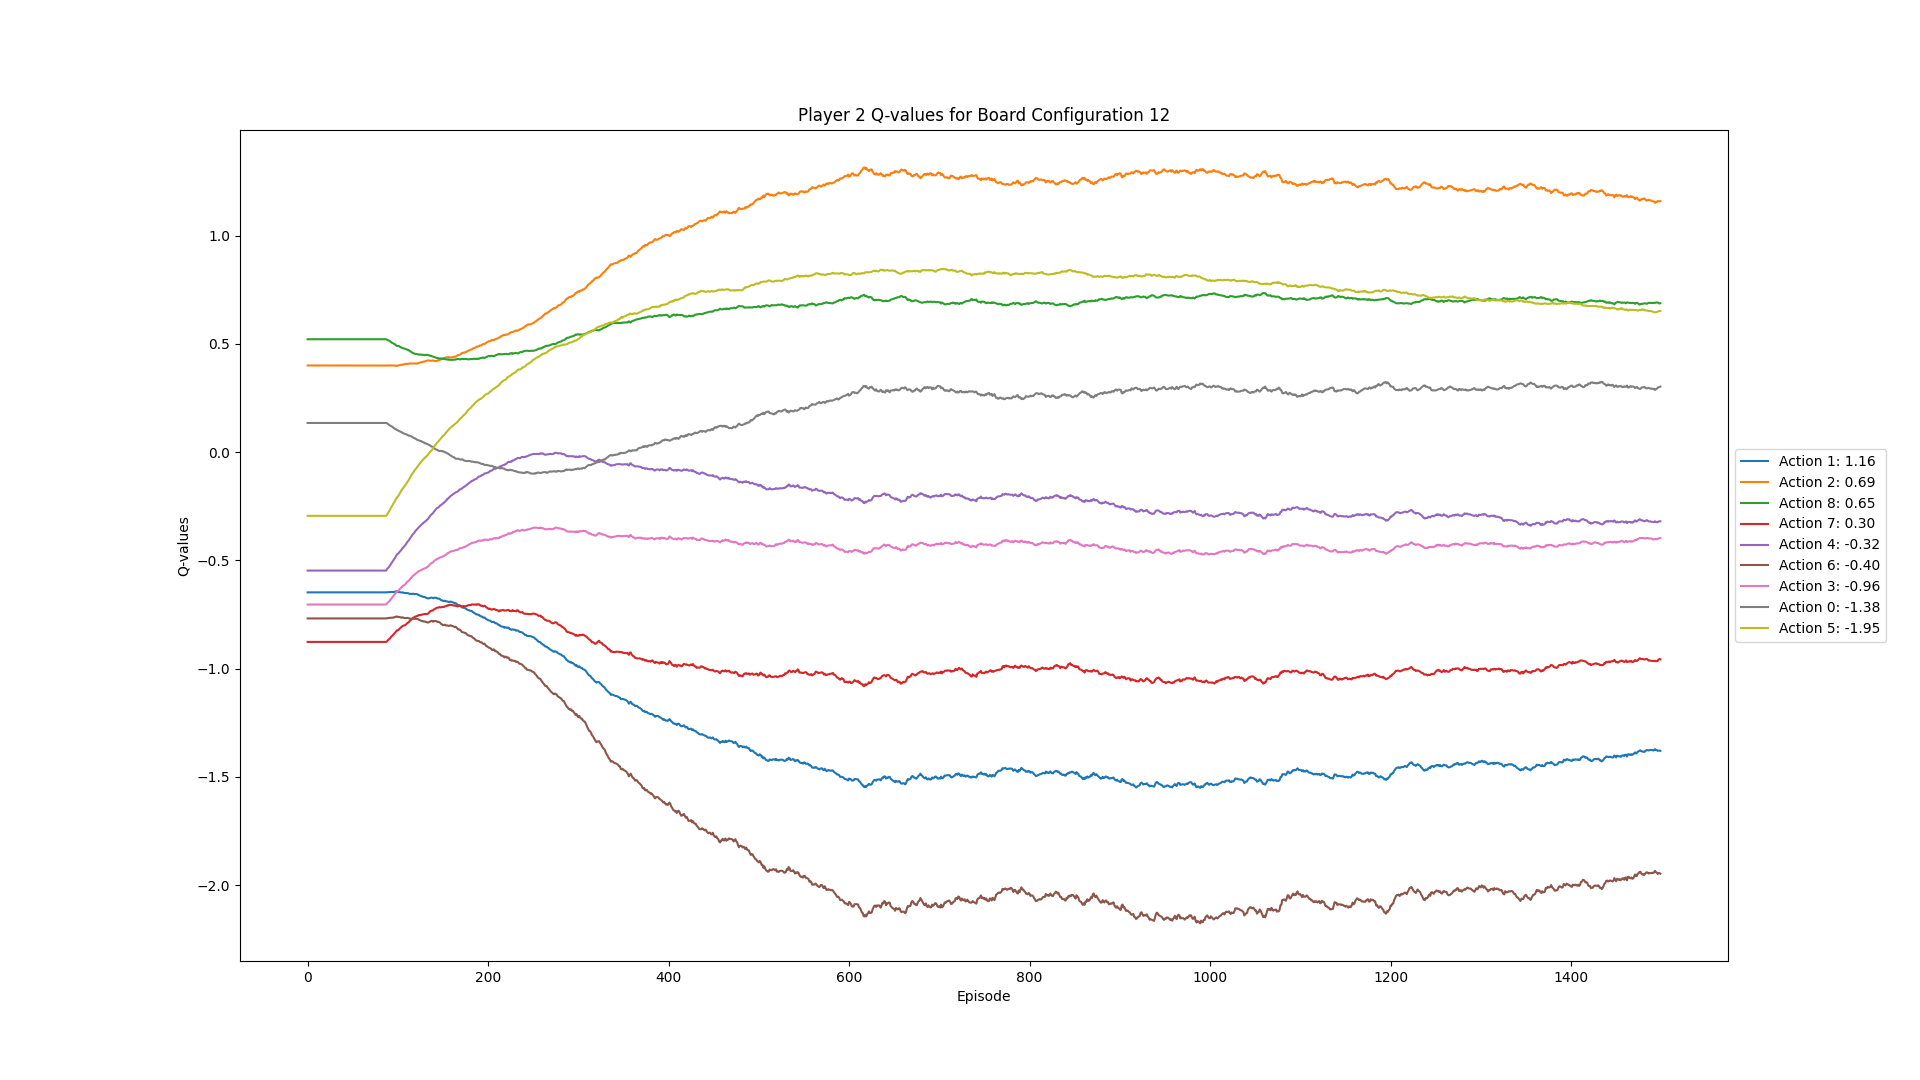 Player 2 Q-values for Board Configuration 12
1.0
0.5
0.0
−0.5
−1.0
−1.5
−2.0
Q-values
0 200 400 600 800 1000 1200 1400
Episode
Action 1: 1.16
Action 2: 0.69
Action 8: 0.65
Action 7: 0.30
Action 4: -0.32
Action 6: -0.40
Action 3: -0.96
Action 0: -1.38
Action 5: -1.95